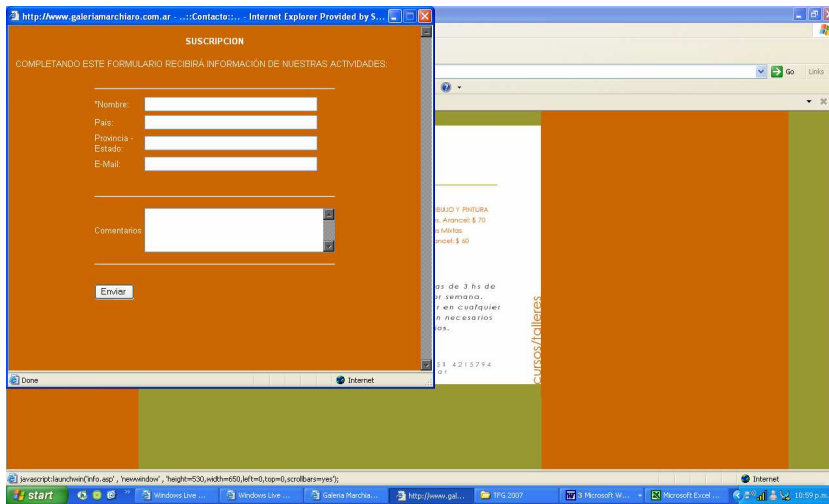 http://www.galeriamarchiaro.com.ar - ..::Contacto::.. - Internet Explorer Provided by S...
SUSCRIPCION
COMPLETANDO ESTE FORMULARIO RECIBIRÁ INFORMACIÓN DE NUESTRAS ACTIVIDADES:
*Nombre:
Pais:
Provincia -
Estado:
E-Mail:
Comentarios
Enviar
Done
Internet
Go
Links
Y PINTURA
Arancel: $ 70
Mixtas
$ 60
de 3 hs de
semana.
en cualquier
necesarios
4215794
cursos/talleres
javascript:launchwin('info.asp' , 'newwindow' , 'height=530,width=650,left=0,top=0,scrollbars=yes');
Internet
start
Windows Live ...
Windows Live ...
Galeria Marchia...
http://www.gal...
TFG 2007
3 Microsoft W...
Microsoft Excel ...
10:59 p.m.